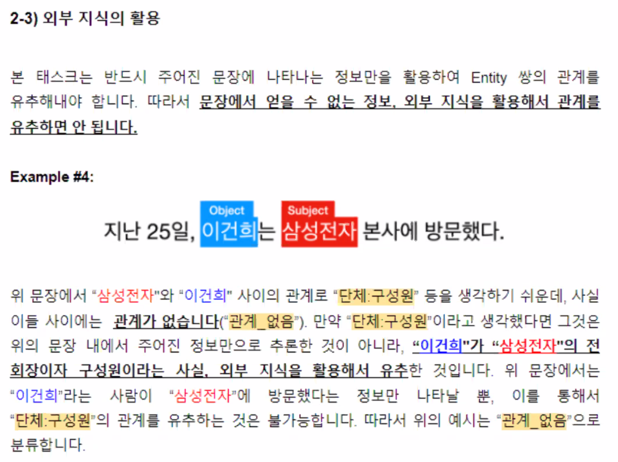 2-3) 외부 지식의 활용
본 태스크는 반드시 주어진 문장에 나타나는 정보만을 활용하여 Entity 쌍의 관계를
유추해내야 합니다. 따라서 문장에서 얻을 수 없는 정보, 외부 지식을 활용해서 관계를
유추하면 안 됩니다.
Example #4:
Object Subject
지난 25일, 이건희는 삼성전자 본사에 방문했다.
위 문장에서 “삼성전자"와 “이건희" 사이의 관계로 “단체:구성원” 등을 생각하기 쉬운데, 사실
이들 사이에는 관계가 없습니다(“관계_없음”). 만약 “단체:구성원”이라고 생각했다면 그것은
위의 문장 내에서 주어진 정보만으로 추론한 것이 아니라, “이건희"가 “삼성전자”의 전
회장이자 구성원이라는 사실, 외부 지식을 활용해서 유추한 것입니다. 위 문장에서는
“이건희”라는 사람이 “삼성전자”에 방문했다는 정보만 나타날 뿐, 이를 통해서
“단체:구성원”의 관계를 유추하는 것은 불가능합니다. 따라서 위의 예시는 “관계_없음”으로
분류합니다.